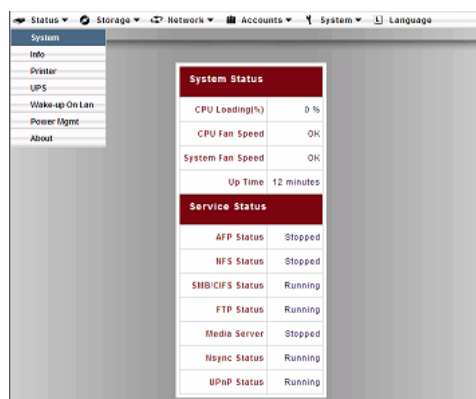 Status Storage Network Accounts System Language
System
Info
Printer
UPS
Wake-up On Lan
Power Mgmt
About
System Status
CPU Loading(%) 0 %
CPU Fan Speed OK
System Fan Speed OK
Up Time 12 minutes
Service Status
AFP Status Stopped
NFS Status Stopped
SMB/CIFS Status Running
FTP Status Running
Media Server Stopped
Nsync Status Running
UPnP Status Running